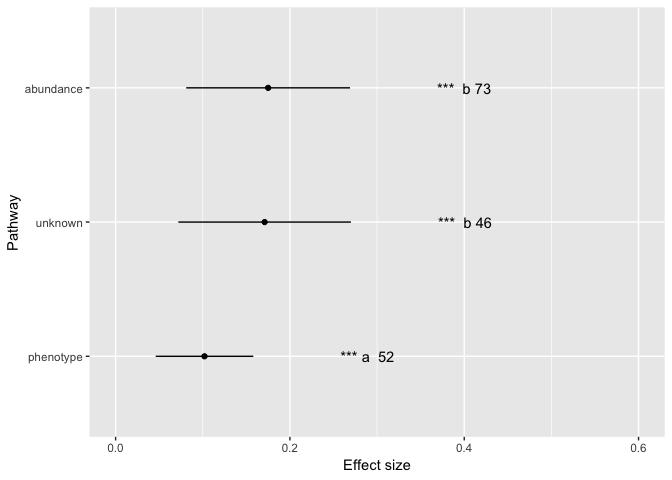 abundance
*** b 73
unknown
*** b 46
phenotype
*** a 52
Pathway
0.0 0.2 0.4 0.6
Effect size